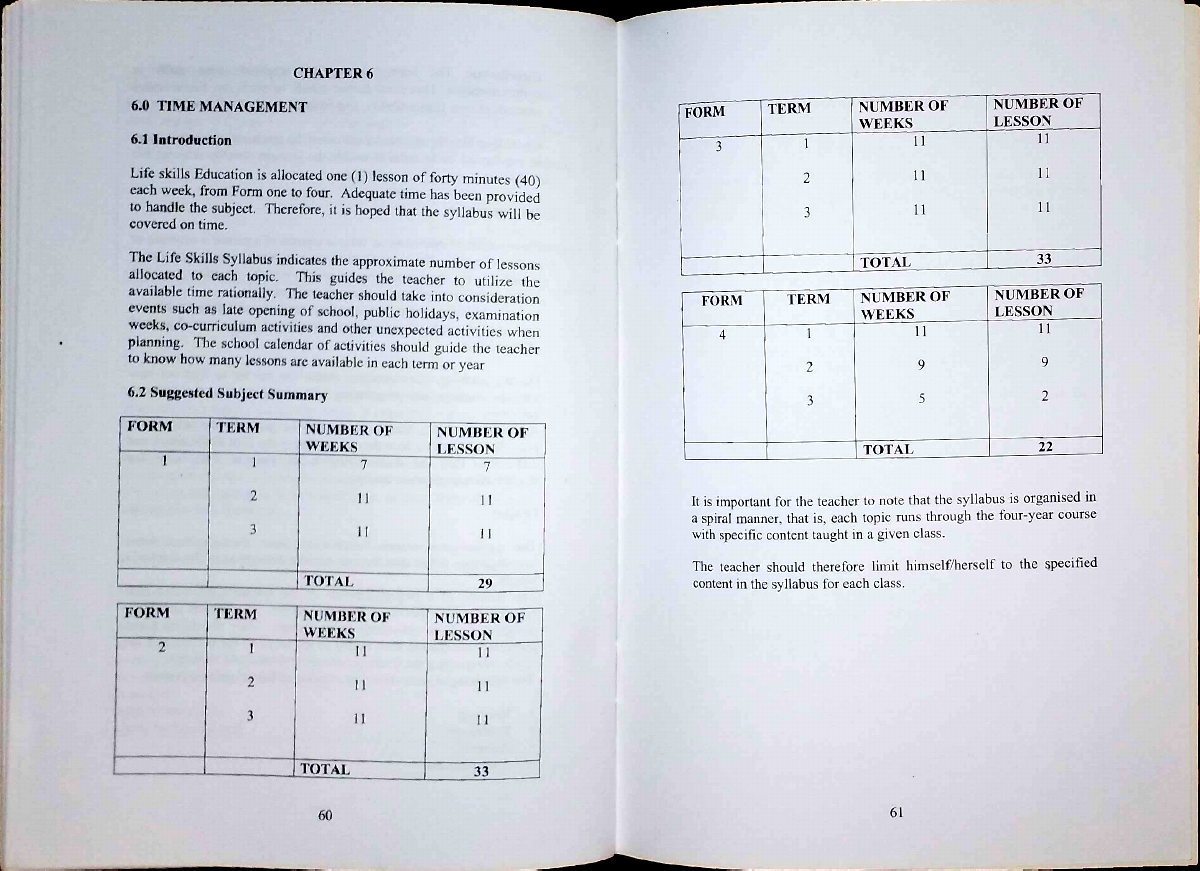 CHAPTER 6
6.0 TIME MANAGEMENT
6.1 Introduction
Life skills Education is allocated one (1) lesson of forty minutes (40)
each week, from Form one to four. Adequate time has been provided
to handle the subject. Therefore, it is hoped that the syllabus will be
covered on time.
The Life Skills Syllabus indicates the approximate number of lessons
allocated to each topic. This guides the teacher to utilize the
available time rationally. The teacher should take into consideration
events such as late opening of school, public holidays, examination
weeks, co-curriculum activities and other unexpected activities when
planning. The school calendar of activities should guide the teacher
to know how many lessons are available in each term or year
6.2 Suggested Subject Summary
FORM TERM NUMBER OF WEEKS NUMBER OF LESSON
1 1 7 7
2 11 11
3 11 11
TOTAL 29
FORM TERM NUMBER OF WEEKS NUMBER OF LESSON
2 1 11 11
2 11 11
3 11 11
TOTAL 33
60
FORM TERM NUMBER OF WEEKS NUMBER OF LESSON
3 1 11 11
2 11 11
3 11 11
TOTAL 33
FORM TERM NUMBER OF WEEKS NUMBER OF LESSON
4 1 11 11
2 9 9
3 5 2
TOTAL 22
It is important for the teacher to note that the syllabus is organised in
a spiral manner, that is, each topic runs through the four-year course
with specific content taught in a given class.
The teacher should therefore limit himself/herself to the specified
content in the syllabus for each class.
61